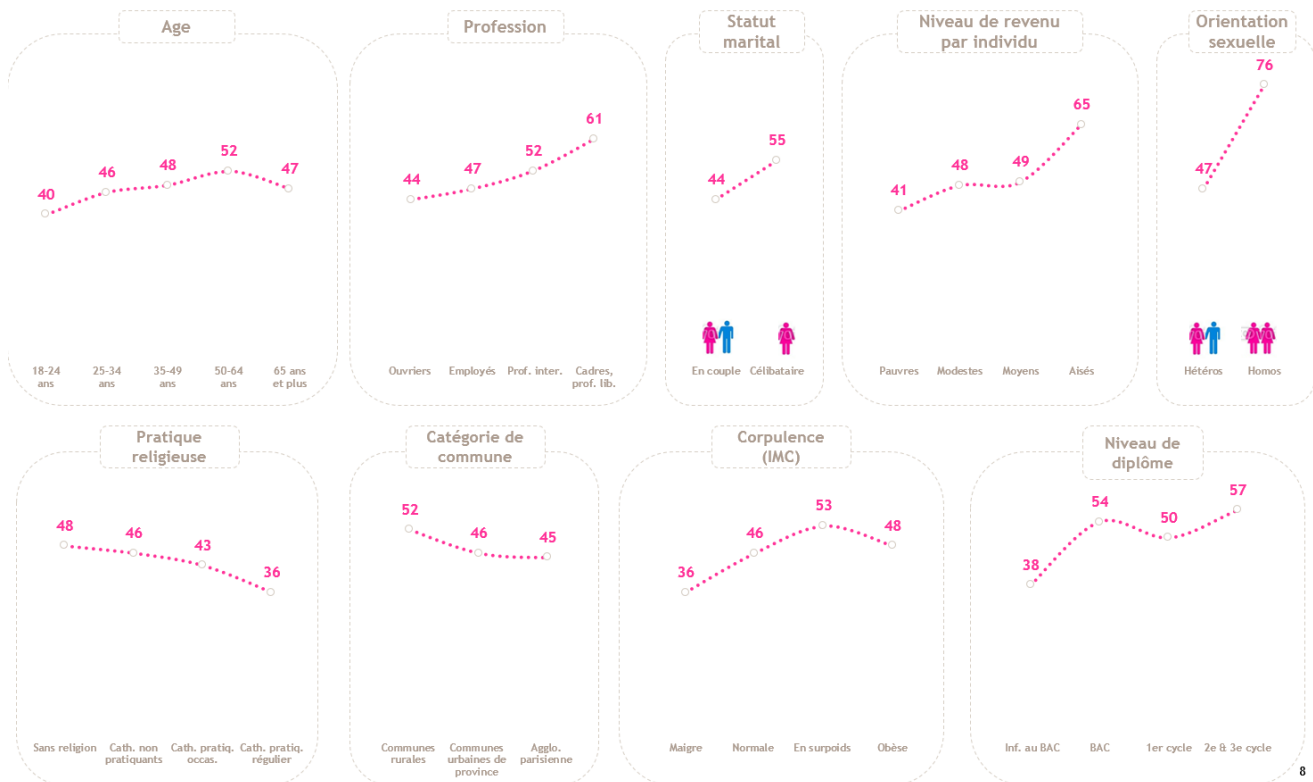 Age
40
46
48
52
47
18-24
ans
25-34
ans
35-49
ans
50-64
ans
65 ans
et plus
Profession
44
47
52
61
Ouvriers
Employés
Prof. inter.
Cadres,
prof. lib.
Statut
marital
44
55
En couple
Célibataire
Niveau de revenu
par individu
41
48
49
65
Pauvres
Modestes
Moyens
Aisés
Orientation
sexuelle
47
76
Hétéros
Homos
Pratique
religieuse
48
46
43
36
Sans religion
Cath. non
pratiquants
Cath. pratiq.
occas.
Cath. pratiq.
régulier
Catégorie de
commune
52
46
45
Communes
rurales
Communes
urbaines de
province
Agglo.
parisienne
Corpulence
(IMC)
36
46
53
48
Maigre
Normale
En surpoids
Obèse
Niveau de
diplôme
38
54
50
57
Inf. au BAC
BAC
1er cycle
2e & 3e cycle
8